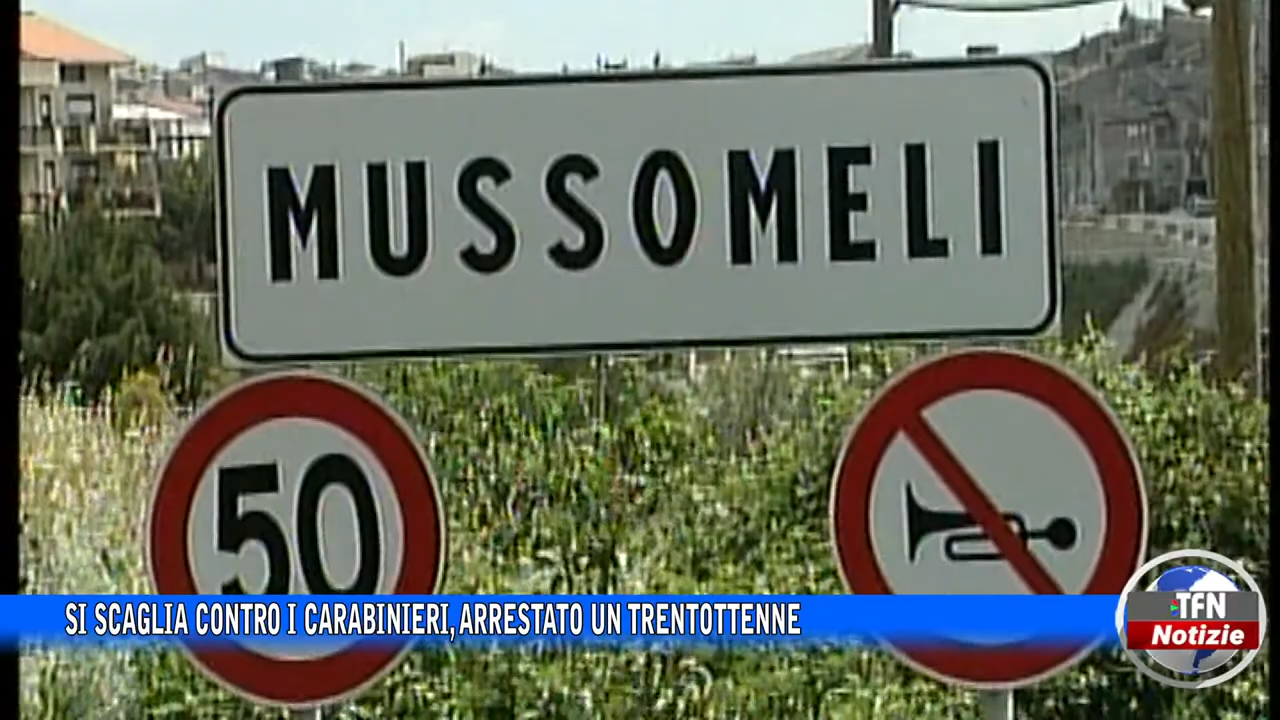 MUSSOMELI
50
SI SCAGLIA CONTRO I CARABINIERI, ARRESTATO UN TRENTOTTENNE
TFN
Notizie